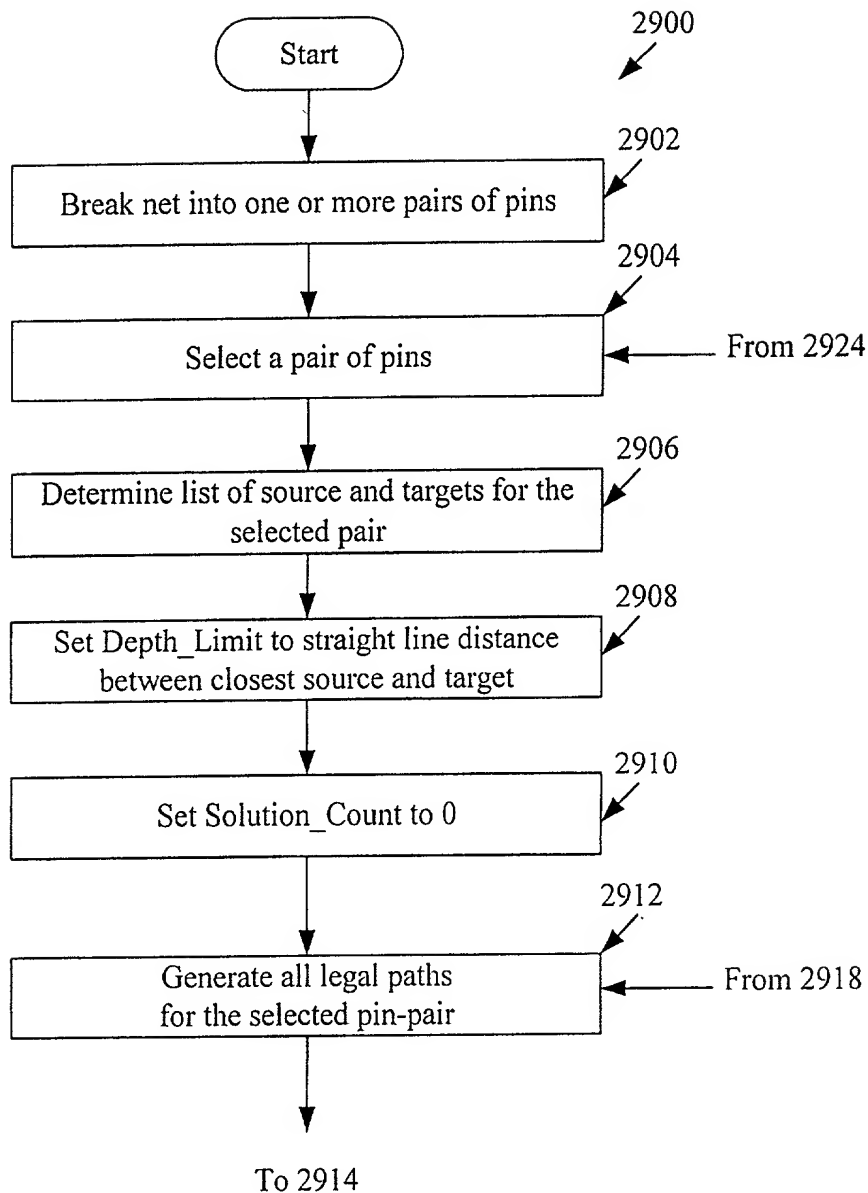 2900
Start
2902
Break net into one or more pairs of pins
2904
Select a pair of pins
From 2924
2906
Determine list of source and targets for the
selected pair
2908
Set Depth_Limit to straight line distance
between closest source and target
2910
Set Solution_Count to 0
2912
Generate all legal paths
for the selected pin-pair
From 2918
To 2914